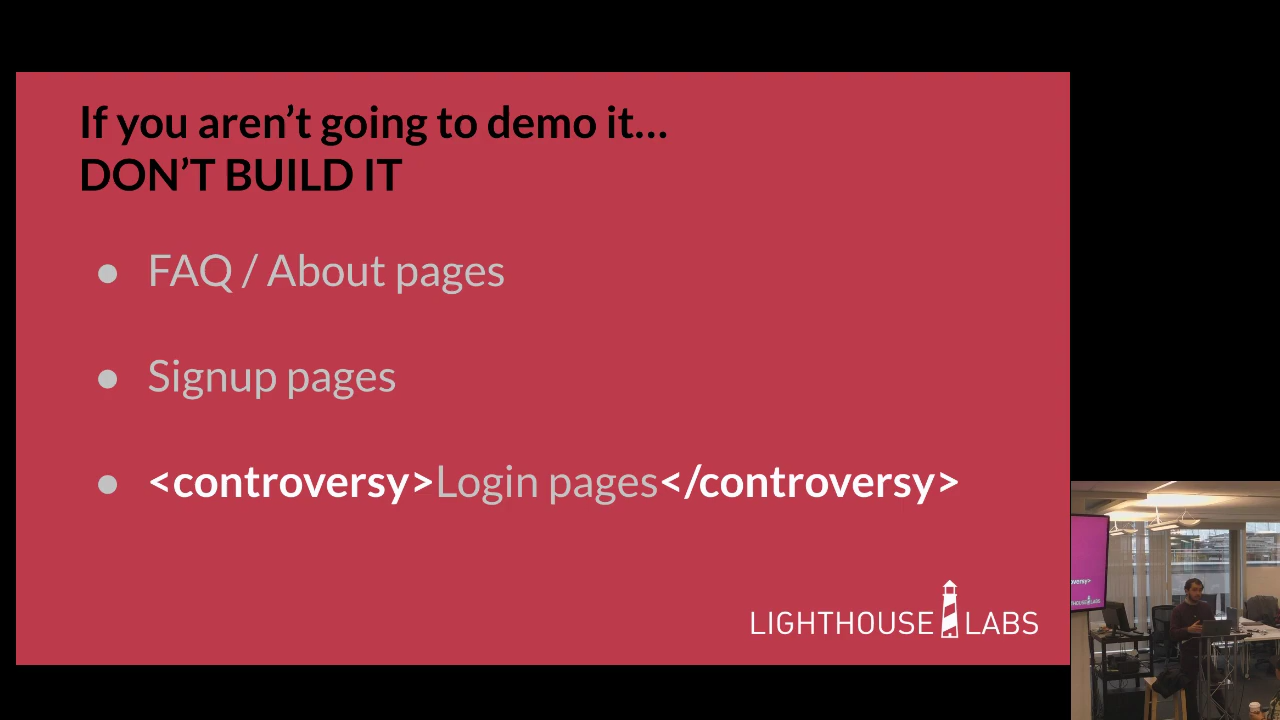 If you aren’t going to demo it...
DON’T BUILD IT
● FAQ / About pages
● Signup pages
● <controversy>Login pages</controversy>
LIGHTHOUSE LABS